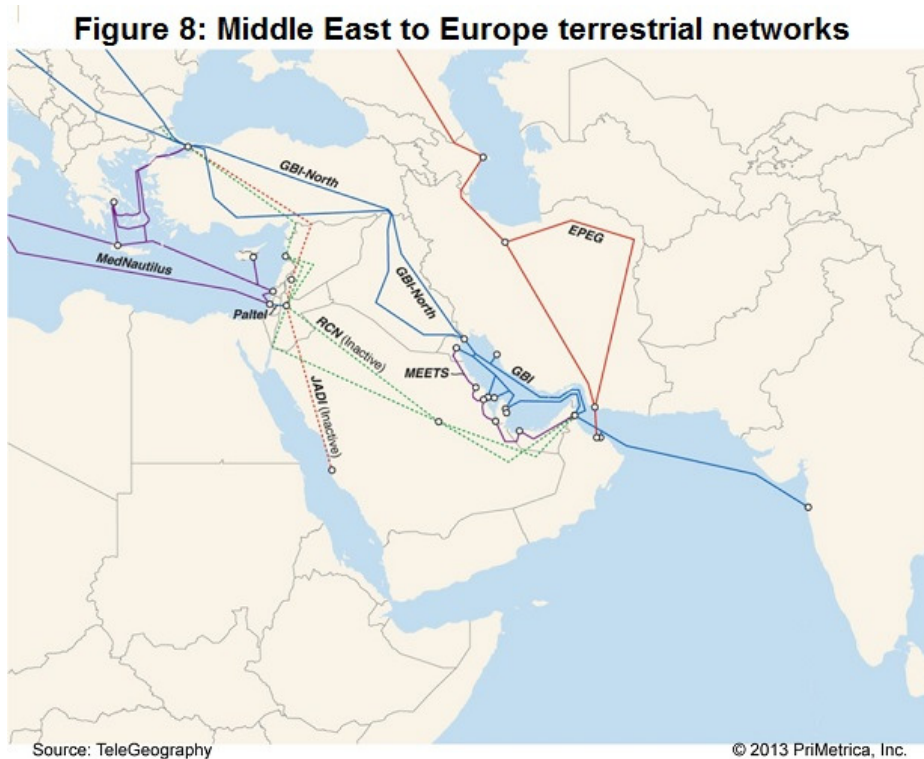 Figure 8: Middle East to Europe terrestrial networks
GBI-North
EPEG
MedNautilus
GBI-North
Paltel
RCN (Inactive)
MEETS
GBI
JADI (Inactive)
Source: TeleGeography
© 2013 PriMetrica, Inc.